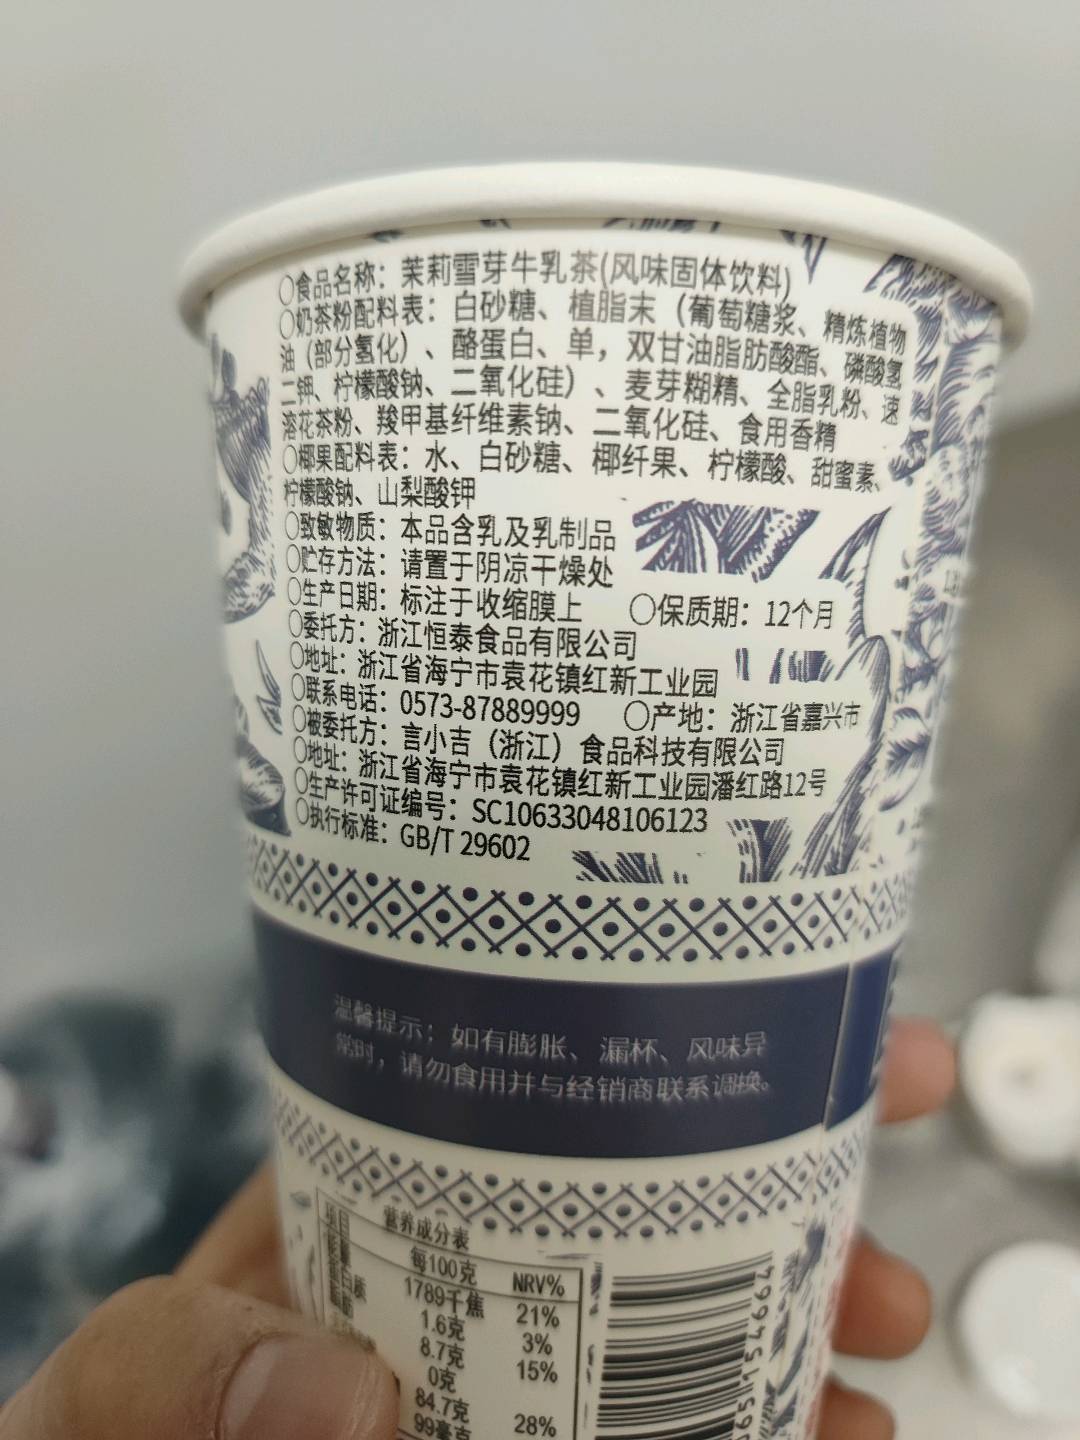 ○食品名称：茉莉雪芽牛乳茶(风味固体饮料)
○奶茶粉配料表：白砂糖、植脂末（葡萄糖浆、精炼植物
油（部分氢化）、酪蛋白、单，双甘油脂肪酸酯、磷酸氢
二钾、柠檬酸钠、二氧化硅）、麦芽糊精、全脂乳粉、速
溶花茶粉、羧甲基纤维素钠、二氧化硅、食用香精
○椰果配料表：水、白砂糖、椰纤果、柠檬酸、甜蜜素、
柠檬酸钠、山梨酸钾
○致敏物质：本品含乳及乳制品
○贮存方法：请置于阴凉干燥处
○生产日期：标注于收缩膜上 ○保质期：12个月
○委托方：浙江恒泰食品有限公司
○地址：浙江省海宁市袁花镇红新工业园
○联系电话：0573-87889999 ○产地：浙江省嘉兴市
○被委托方：言小吉（浙江）食品科技有限公司
○地址：浙江省海宁市袁花镇红新工业园潘红路12号
○生产许可证编号：SC10633048106123
○执行标准：GB/T 29602
温馨提示：如有膨胀、漏杯、风味异
常时，请勿食用并与经销商联系调换。
营养成分表
项目 每100克 NRV%
能量 1789千焦 21%
蛋白质 1.6克 3%
脂肪 8.7克 15%
0克
84.7克 28%
99毫克